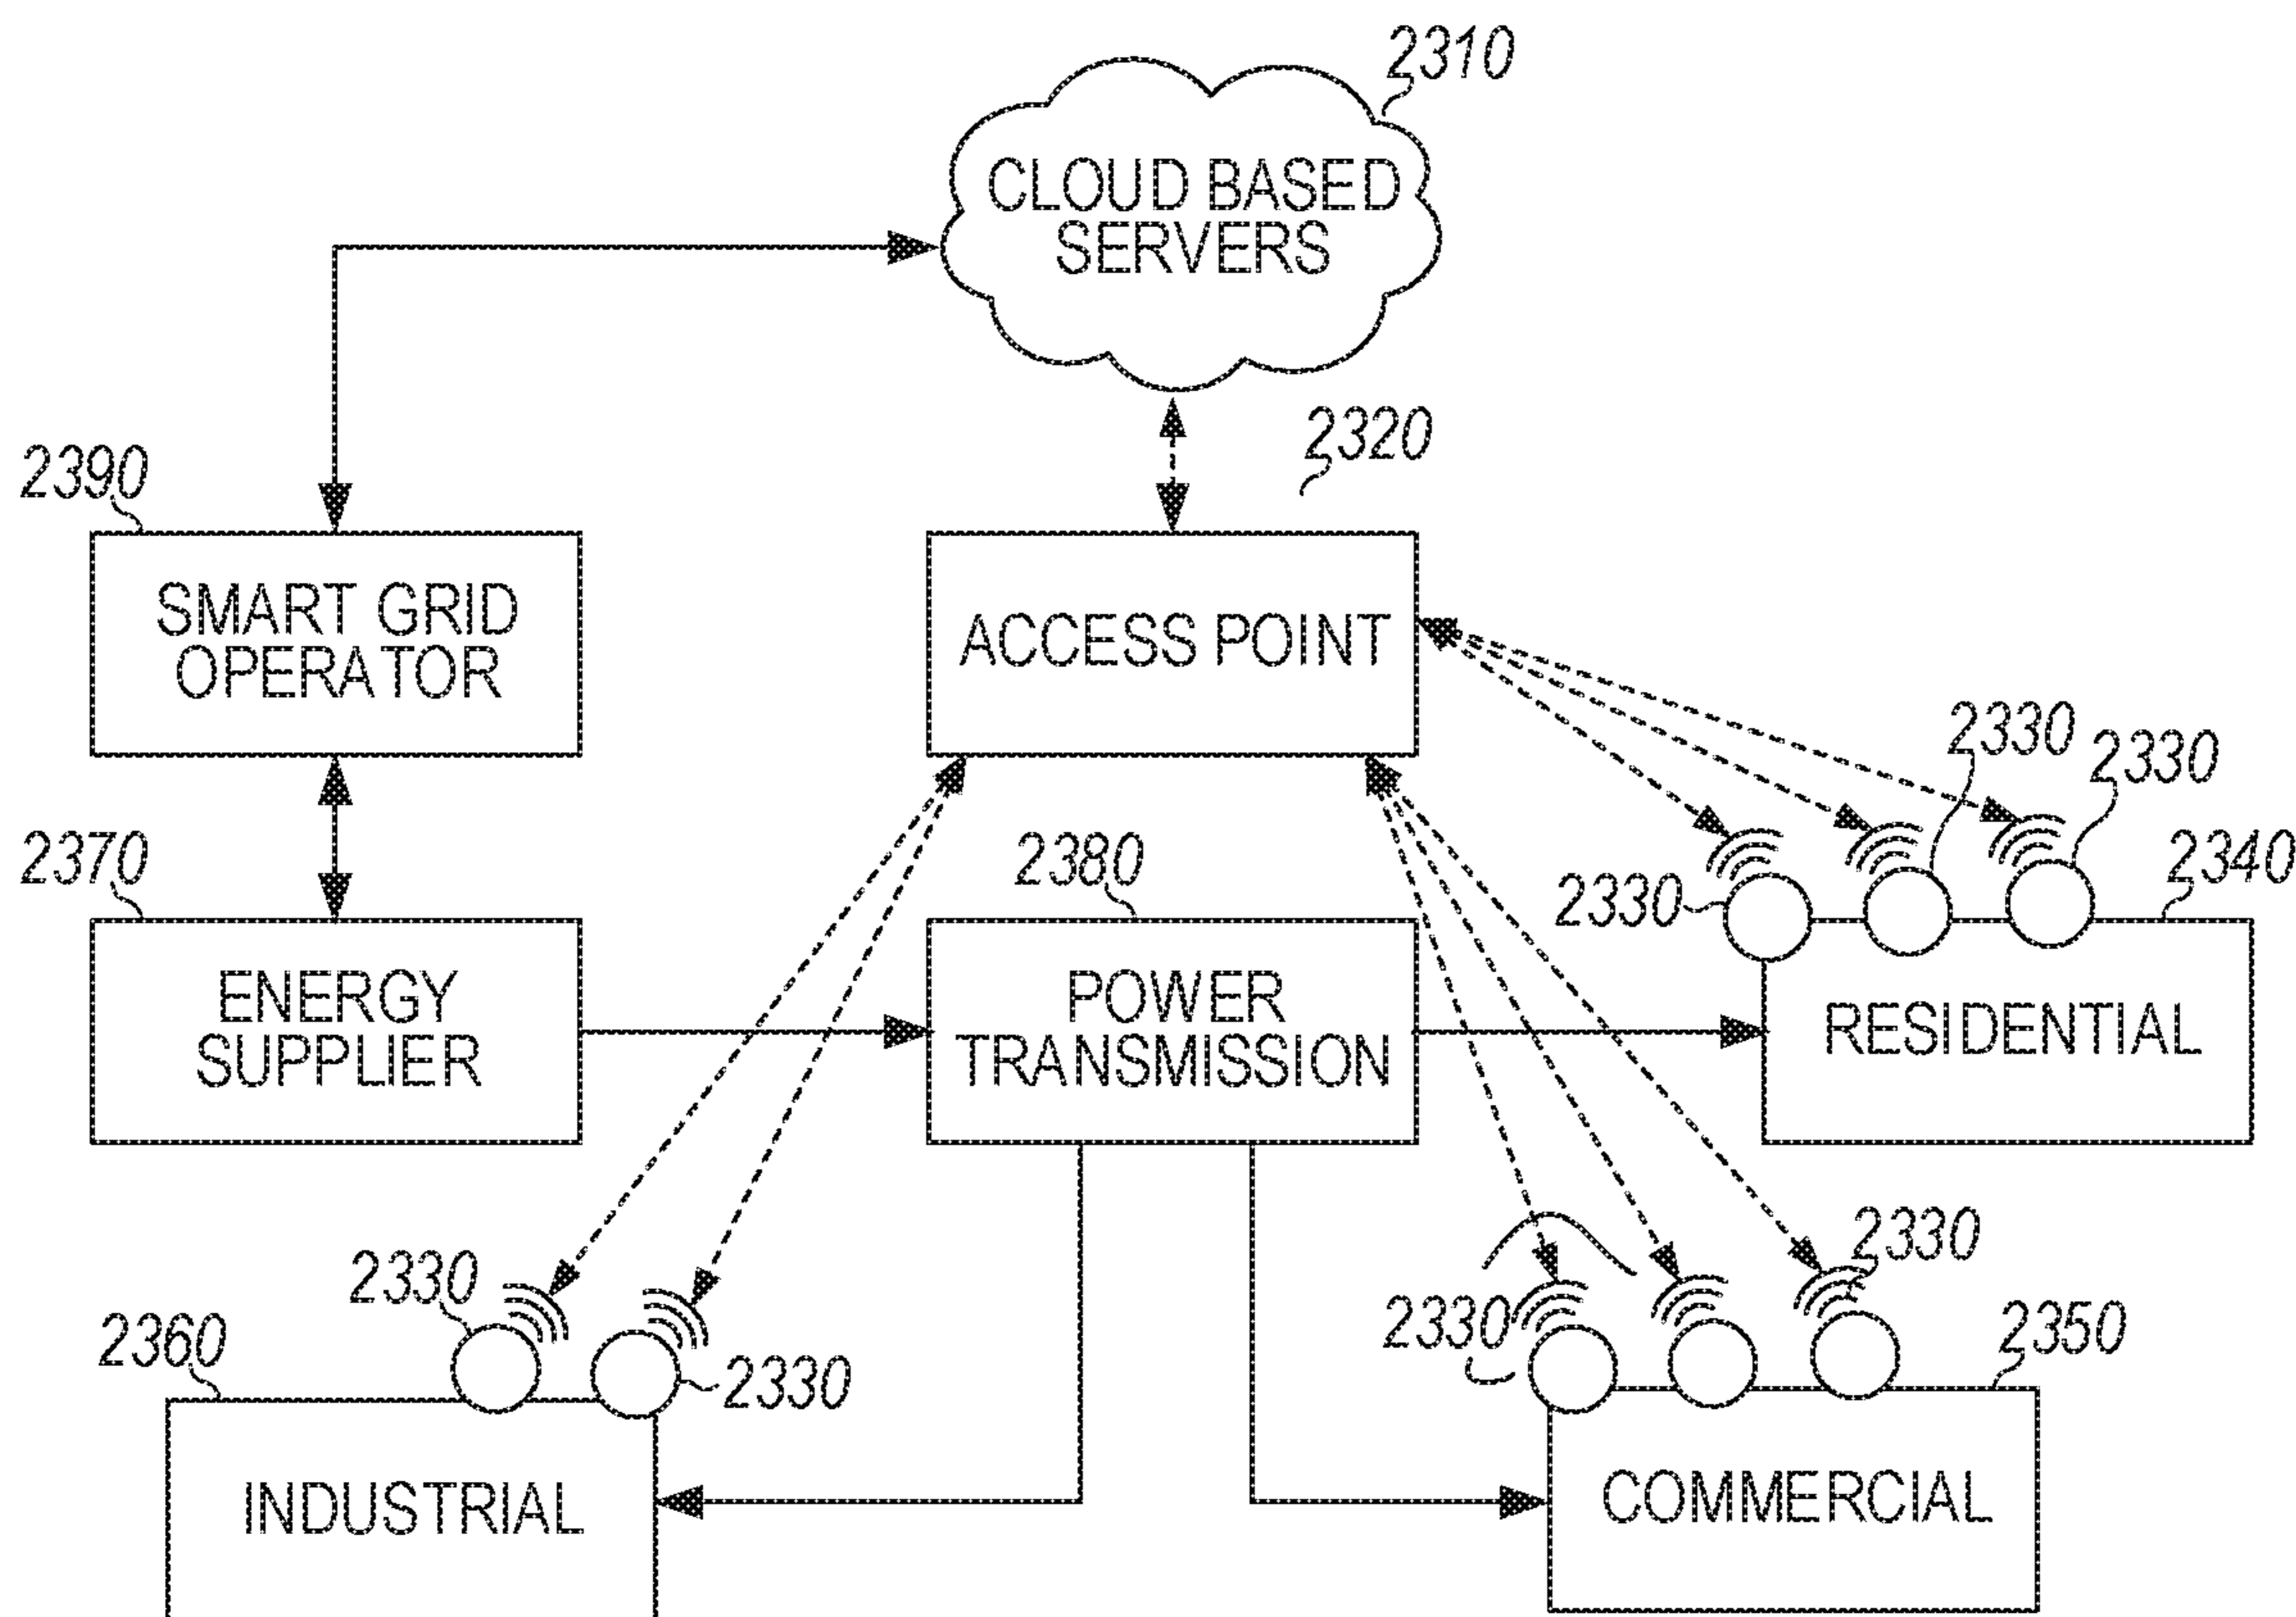 2310
CLOUD BASED
SERVERS
2320
2390
SMART GRID
OPERATOR
ACCESS POINT
2330
2330
2370
2380
2330
2340
ENERGY
SUPPLIER
POWER
TRANSMISSION
RESIDENTIAL
2330
2330
2360
2330
2330
2350
INDUSTRIAL
COMMERCIAL